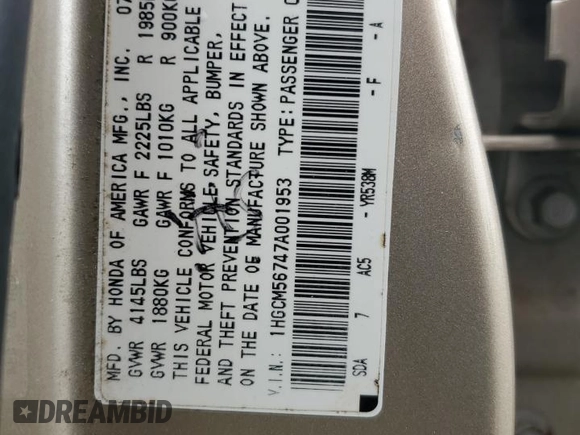 MFD. BY HONDA OF AMERICA MFG., INC. 07
GVWR 4145LBS GAWR F 2225LBS R 1985
GVWR 1880KG GAWR F 1010KG R 900K
THIS VEHICLE CONFORMS TO ALL APPLICABLE
FEDERAL MOTOR VEHICLE SAFETY, BUMPER,
AND THEFT PREVENTION STANDARDS IN EFFECT
ON THE DATE OF MANUFACTURE SHOWN ABOVE.
V.I.N.: 1HGCM56747A001953 TYPE: PASSENGER C
SDA 7 AC5 -YR538M -F -A
DREAMBID